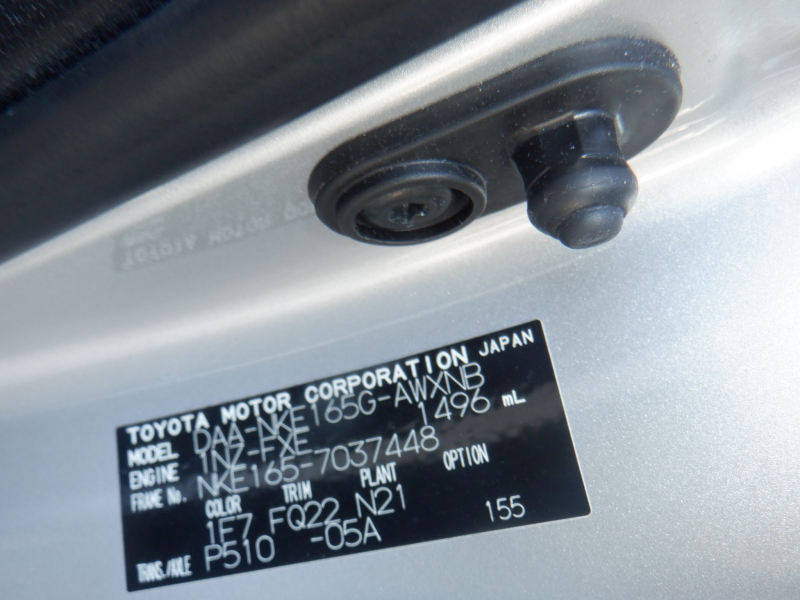 TOYOTA MOTOR CORPORATION JAPAN
MODEL DAA-NKE165G-AWXNB
ENGINE 1NZ-FXE 1496 mL
FRAME No. NKE165-7037448
COLOR TRIM PLANT OPTION
1F7 FQ22 N21
TRANS./AXLE P510 -05A 155